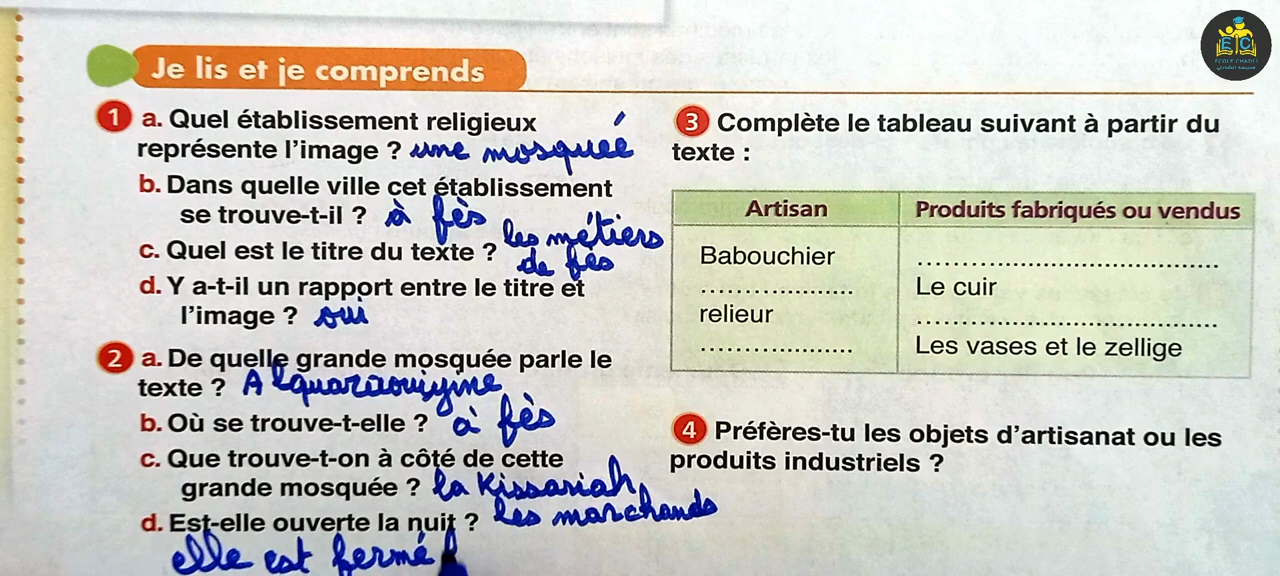 Je lis et je comprends
1 a. Quel établissement religieux
représente l'image ? une mosquéé
b. Dans quelle ville cet établissement
se trouve-t-il ? à fès
c. Quel est le titre du texte ? les métiers
de fès
d. Y a-t-il un rapport entre le titre et
l'image ? oui
2 a. De quelle grande mosquée parle le
texte ? Alquaraouiyine
b. Où se trouve-t-elle ? à fès
c. Que trouve-t-on à côté de cette
grande mosquée ? la Kissariah,
les marchands
d. Est-elle ouverte la nuit ?
elle est fermé
3 Complète le tableau suivant à partir du
texte :
Artisan Produits fabriqués ou vendus
Babouchier ........................................
.................... Le cuir
relieur ........................................
.................... Les vases et le zellige
4 Préfères-tu les objets d'artisanat ou les
produits industriels ?
E C
ECOLE CHADLI